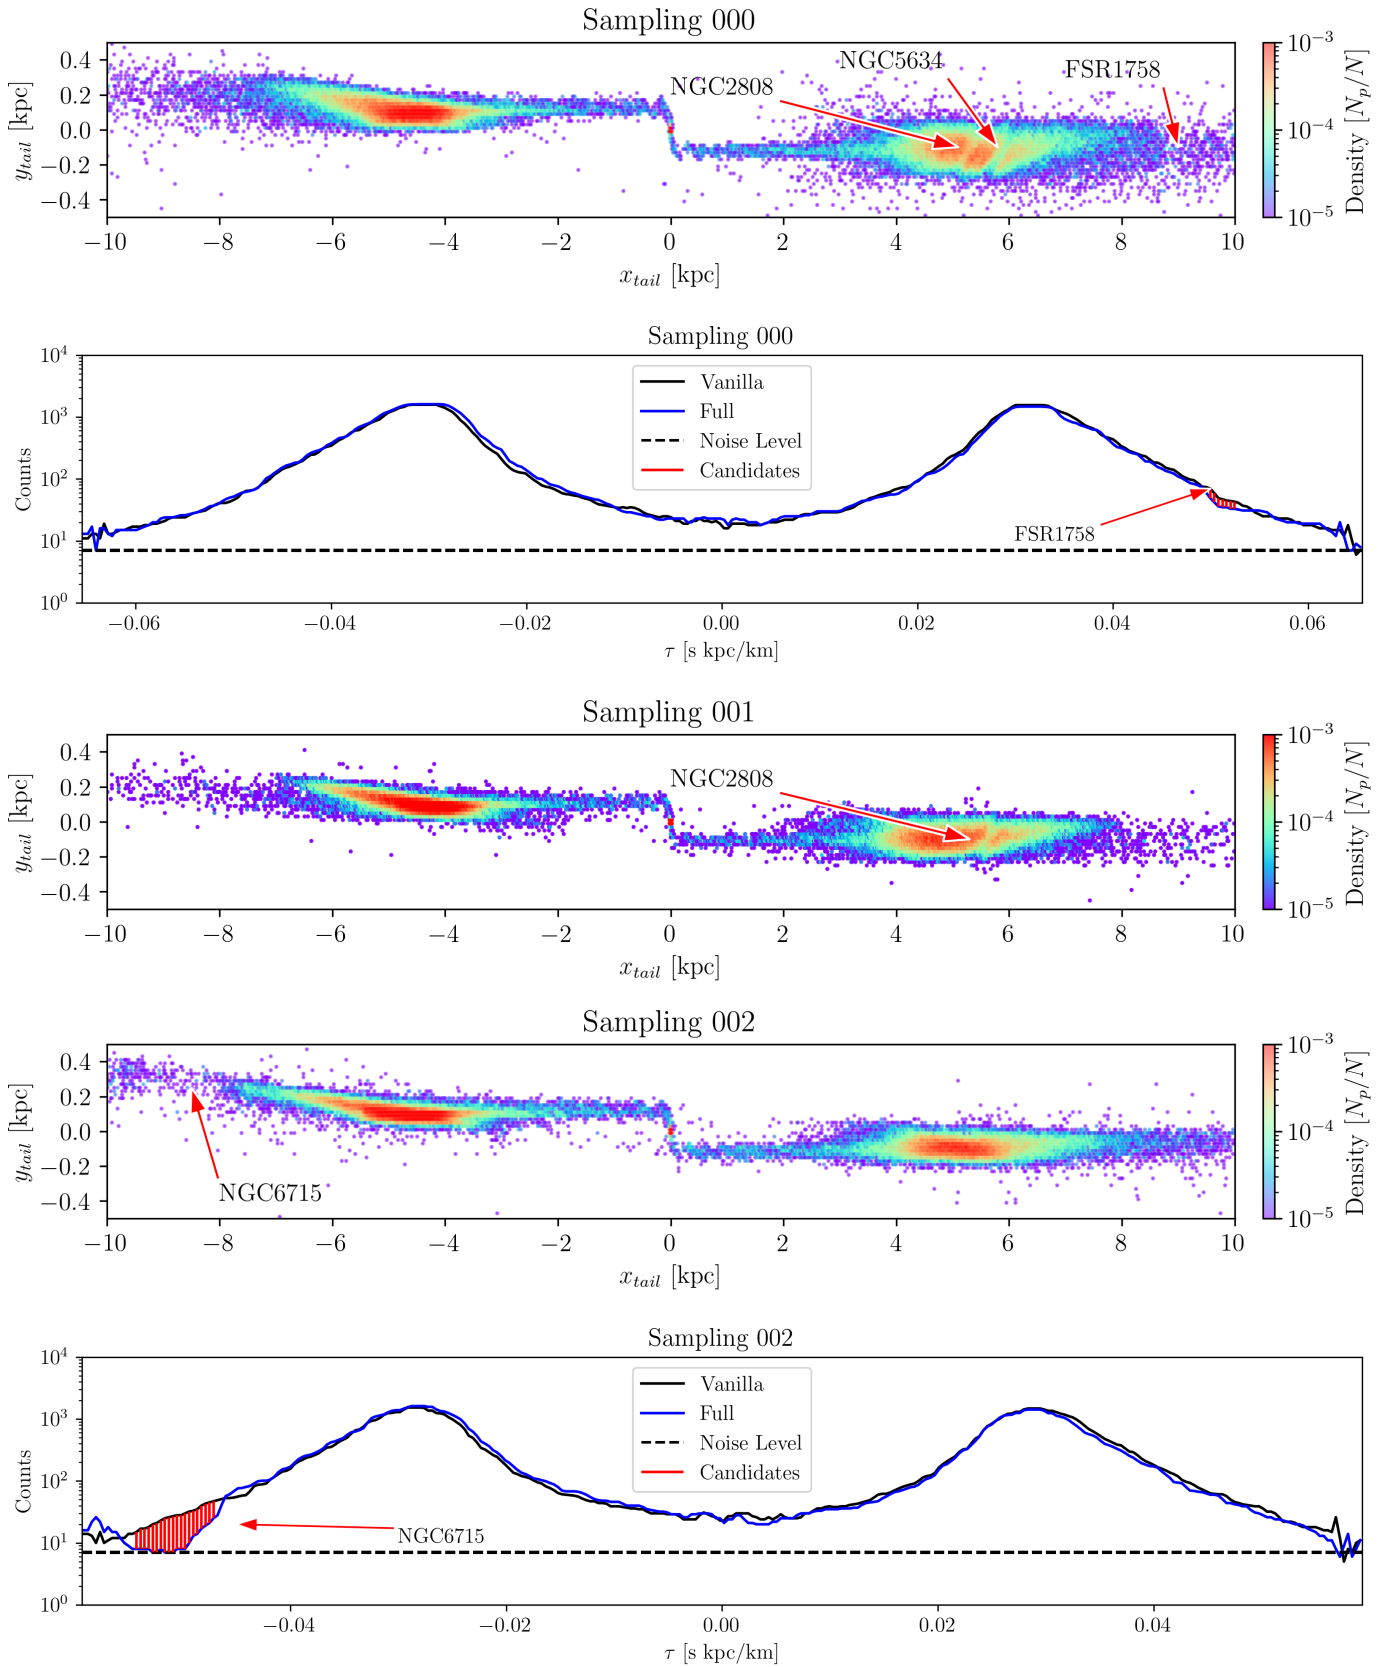 Sampling 000
NGC2808
NGC5634
FSR1758
0.4
0.2
0.0
−0.2
−0.4
y_tail [kpc]
−10 −8 −6 −4 −2 0 2 4 6 8 10
x_tail [kpc]
10^−3
10^−4
10^−5
Density [N_p/N]
Sampling 000
Vanilla
Full
Noise Level
Candidates
FSR1758
10^4
10^3
10^2
10^1
10^0
Counts
−0.06 −0.04 −0.02 0.00 0.02 0.04 0.06
τ [s kpc/km]
Sampling 001
NGC2808
0.4
0.2
0.0
−0.2
−0.4
y_tail [kpc]
−10 −8 −6 −4 −2 0 2 4 6 8 10
x_tail [kpc]
10^−3
10^−4
10^−5
Density [N_p/N]
Sampling 002
NGC6715
0.4
0.2
0.0
−0.2
−0.4
y_tail [kpc]
−10 −8 −6 −4 −2 0 2 4 6 8 10
x_tail [kpc]
10^−3
10^−4
10^−5
Density [N_p/N]
Sampling 002
Vanilla
Full
Noise Level
Candidates
NGC6715
10^4
10^3
10^2
10^1
10^0
Counts
−0.04 −0.02 0.00 0.02 0.04
τ [s kpc/km]